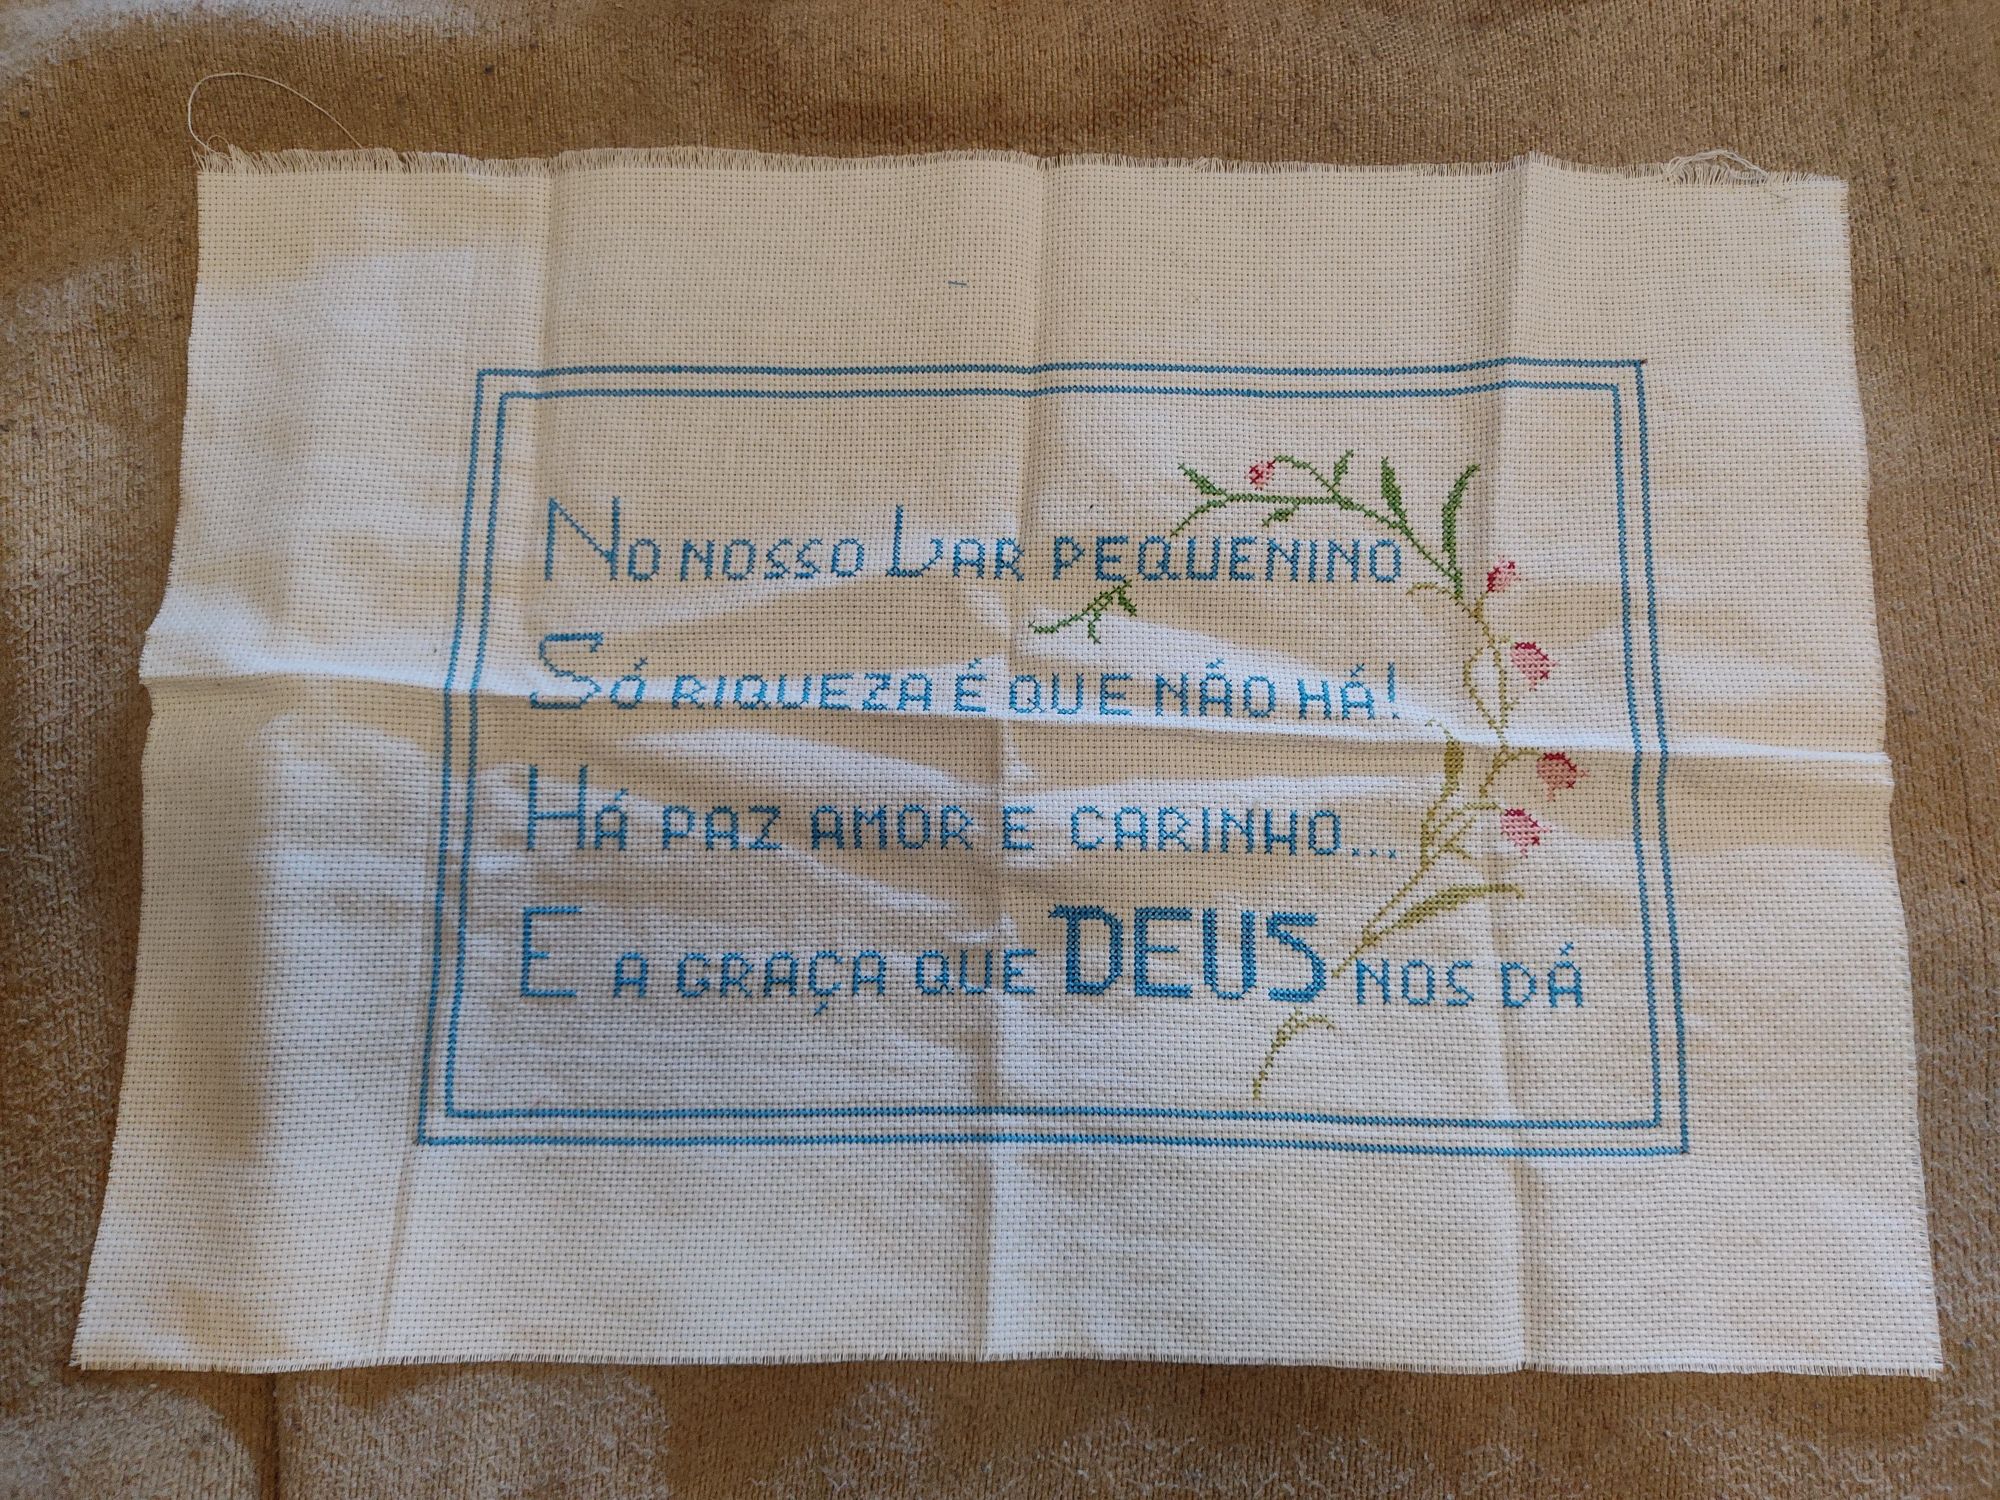 No nosso Lar pequenino
Só riqueza é que não há!
Há paz amor e carinho...
E a graça que DEUS nos dá